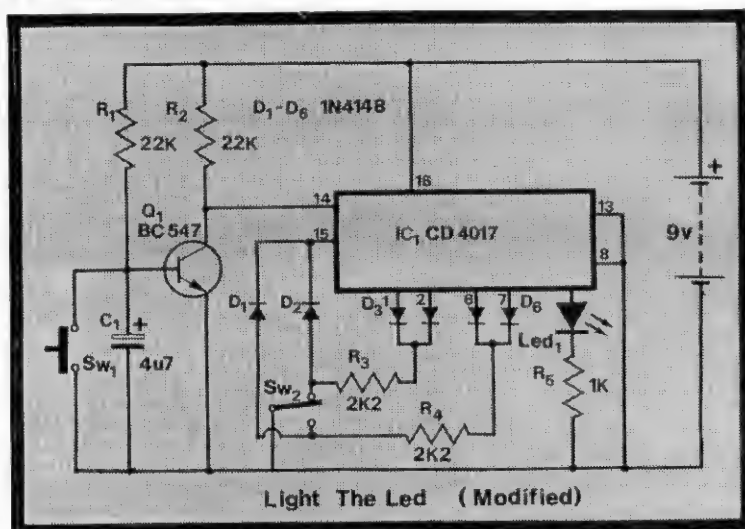 R1
22K
R2
22K
D1-D6 1N4148
Q1
BC 547
14
15
16
13
8
IC1 CD 4017
+
9v
D1
D2
D3
1
2
6
7
D6
Led1
Sw1
C1
+
4u7
R3
2K2
Sw2
R4
2K2
R5
1K
Light The Led (Modified)